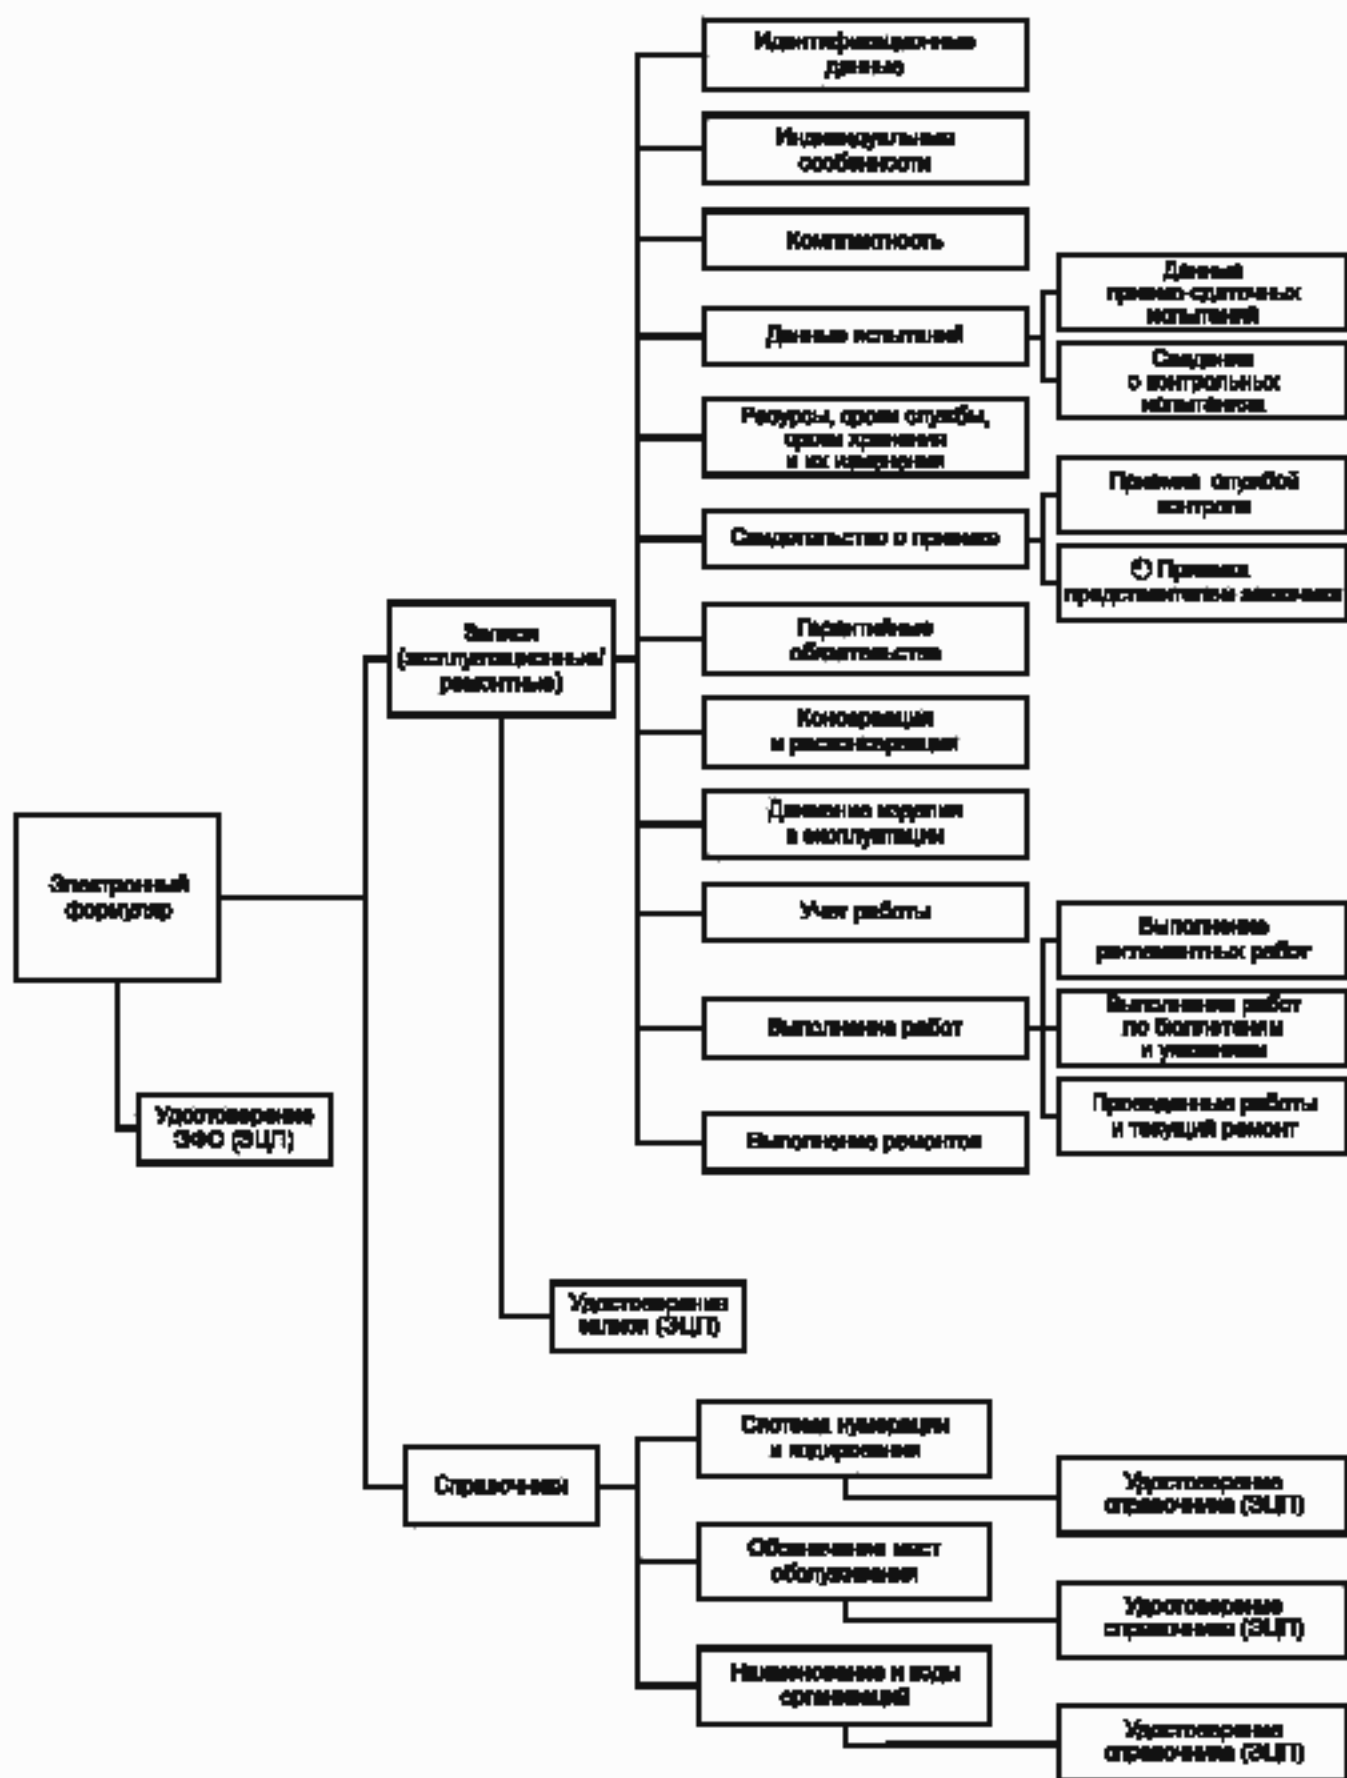 Идентификационные
данные
Индивидуальные
особенности
Комплектность
Данные испытаний
Данные
приемо-сдаточных
испытаний
Сведения
о контрольных
испытаниях
Ресурсы, сроки службы,
сроки хранения
и их изменения
Свидетельство о приемке
Приемка службой
контроля
Приемка
представителем заказчика
Записи
(эксплуатационные/
ремонтные)
Гарантийные
обязательства
Консервация
и расконсервация
Движение изделия
в эксплуатации
Электронный
формуляр
Учет работы
Выполнение работ
Выполнение
регламентных работ
Выполнение работ
по бюллетеням
и указаниям
Проведенные работы
и текущий ремонт
Удостоверение
ЭФО (ЭЦП)
Выполнение ремонтов
Удостоверение
записи (ЭЦП)
Справочники
Система нумерации
и кодирования
Удостоверение
справочника (ЭЦП)
Обозначение мест
обслуживания
Удостоверение
справочника (ЭЦП)
Наименование и коды
организаций
Удостоверение
справочника (ЭЦП)